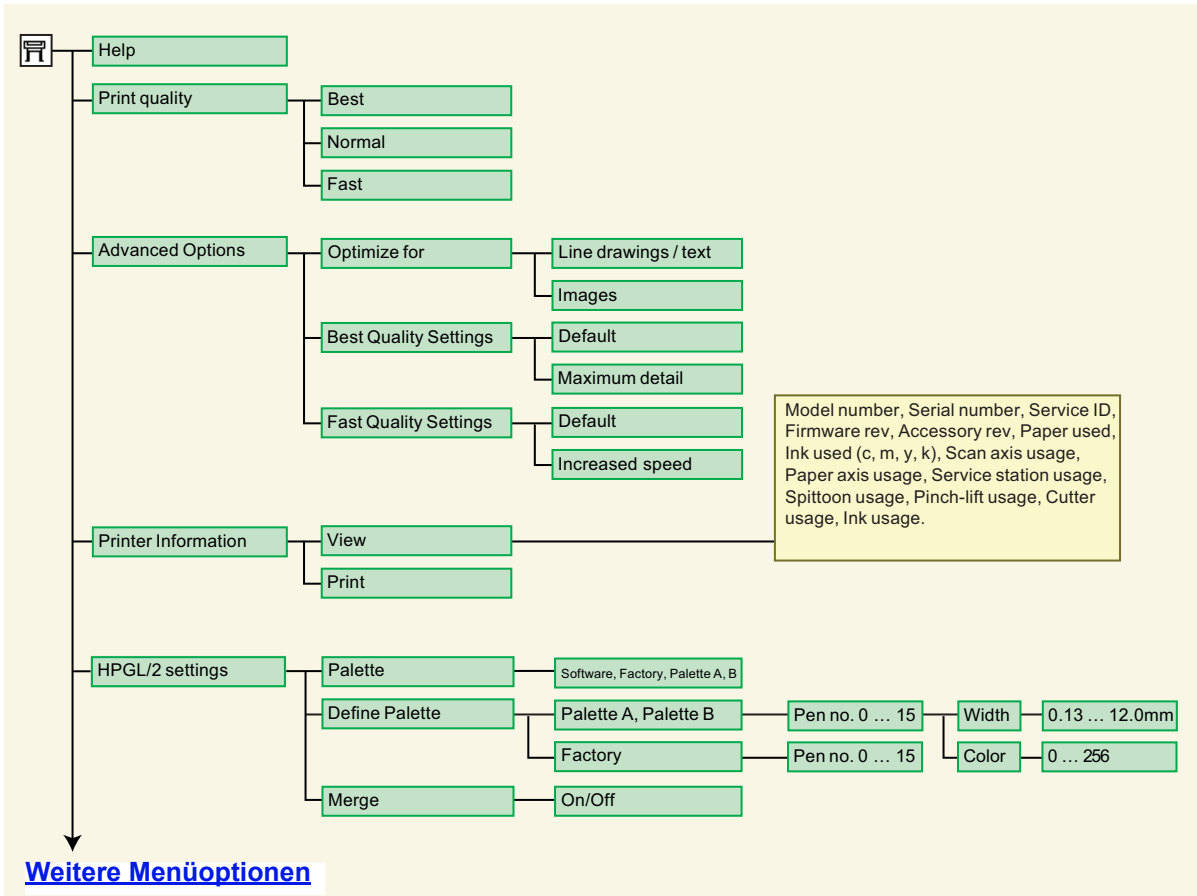 Help
Print quality
Best
Normal
Fast
Advanced Options
Optimize for
Line drawings / text
Images
Best Quality Settings
Default
Maximum detail
Fast Quality Settings
Default
Increased speed
Model number, Serial number, Service ID,
Firmware rev, Accessory rev, Paper used,
Ink used (c, m, y, k), Scan axis usage,
Paper axis usage, Service station usage,
Spittoon usage, Pinch-lift usage, Cutter
usage, Ink usage.
Printer Information
View
Print
HPGL/2 settings
Palette
Software, Factory, Palette A, B
Define Palette
Palette A, Palette B
Pen no. 0 … 15
Width
0.13 … 12.0mm
Factory
Pen no. 0 … 15
Color
0 … 256
Merge
On/Off
Weitere Menüoptionen